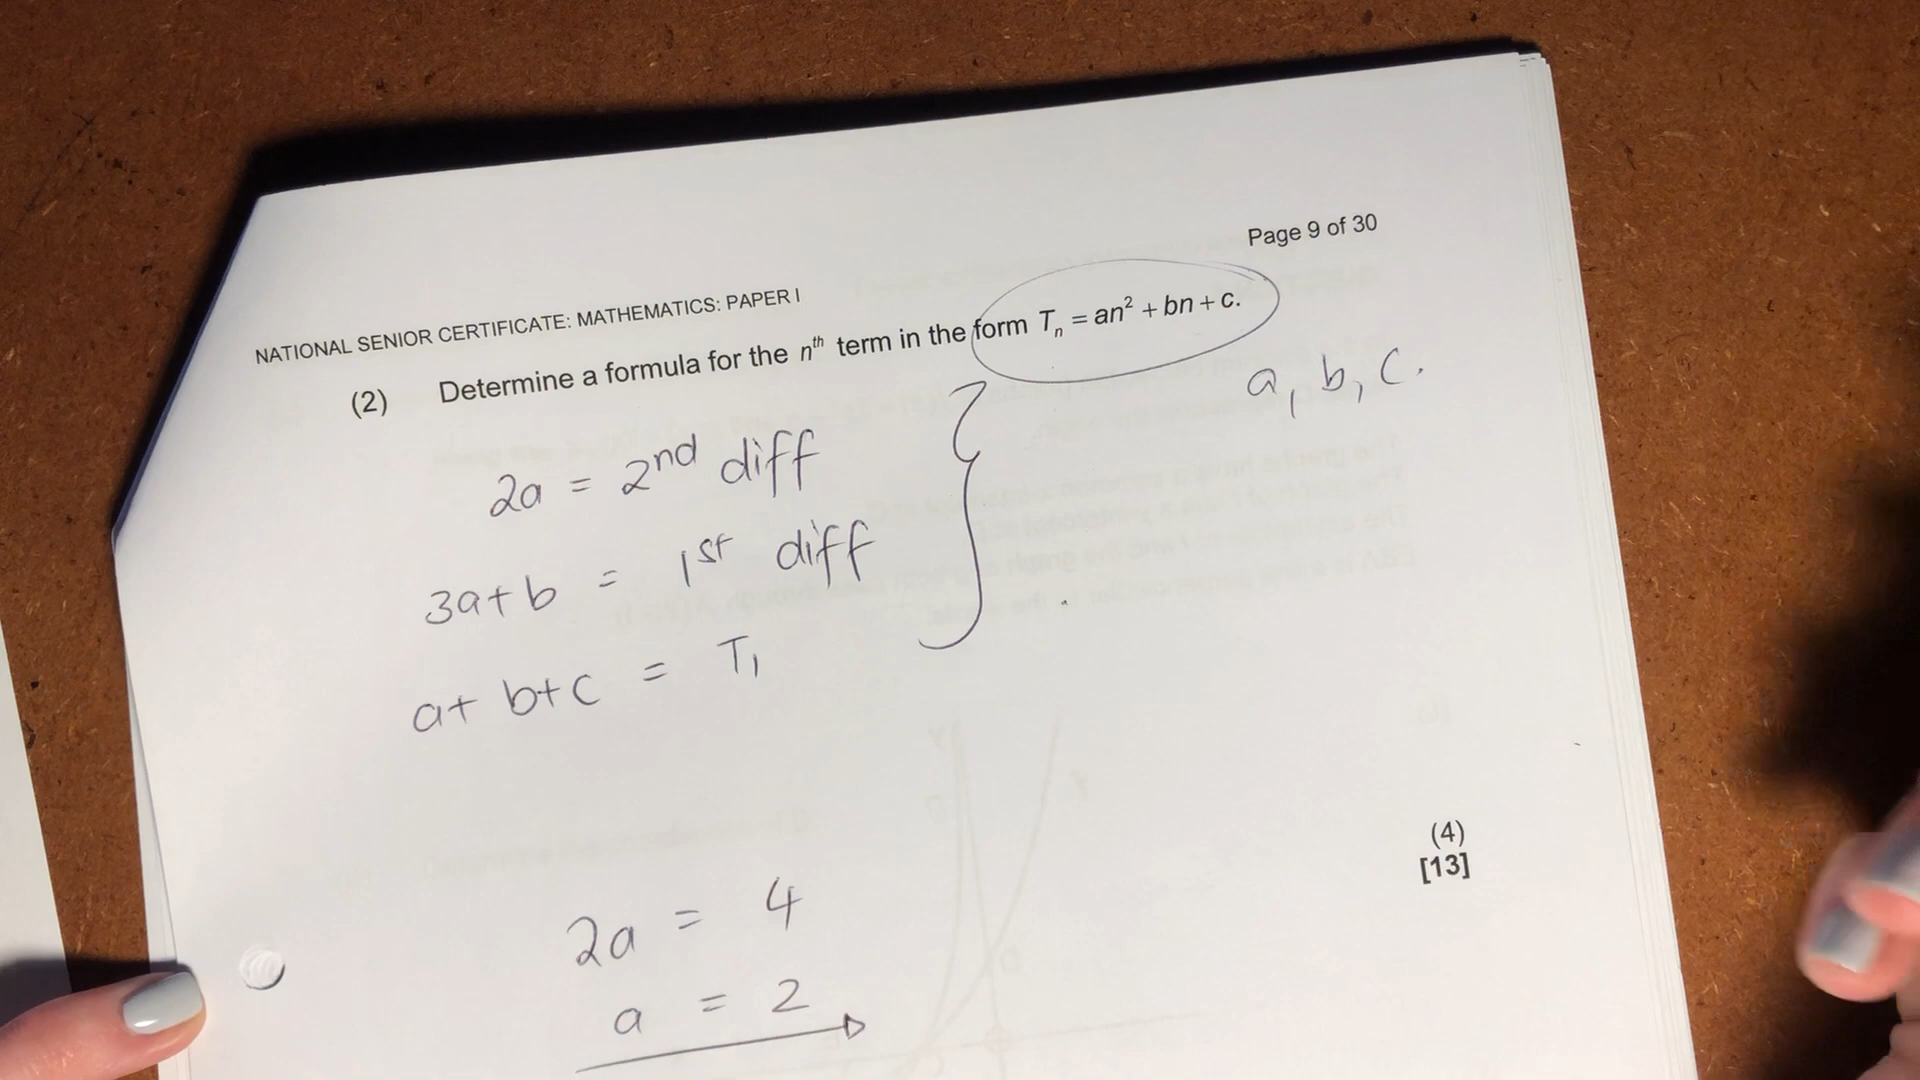 Page 9 of 30
NATIONAL SENIOR CERTIFICATE: MATHEMATICS: PAPER I
(2) Determine a formula for the nᵗʰ term in the form Tₙ = an² + bn + c.
a, b, c.
2a = 2nd diff
3a+b = 1st diff
a+b+c = T₁
(4)
[13]
2a = 4
a = 2